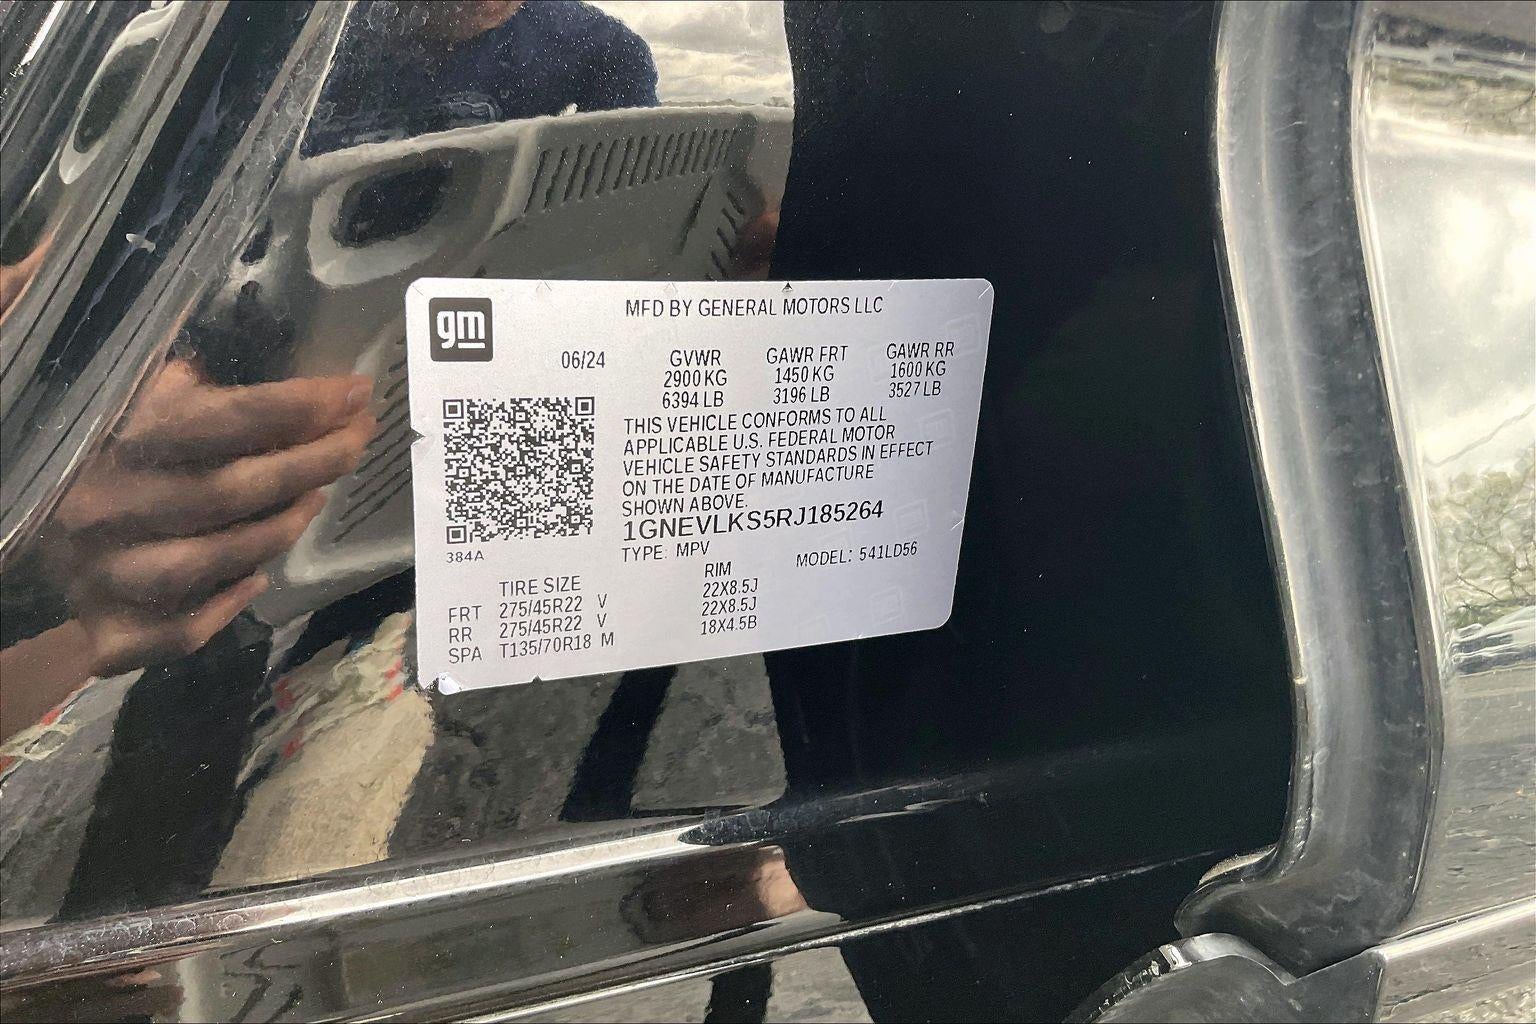 gm
MFD BY GENERAL MOTORS LLC
06/24 GVWR GAWR FRT GAWR RR
2900 KG 1450 KG 1600 KG
6394 LB 3196 LB 3527 LB
THIS VEHICLE CONFORMS TO ALL
APPLICABLE U.S. FEDERAL MOTOR
VEHICLE SAFETY STANDARDS IN EFFECT
ON THE DATE OF MANUFACTURE
SHOWN ABOVE.
1GNEVLKS5RJ185264
384A
TYPE: MPV MODEL: 541LD56
TIRE SIZE RIM
FRT 275/45R22 V 22X8.5J
RR 275/45R22 V 22X8.5J
SPA T135/70R18 M 18X4.5B